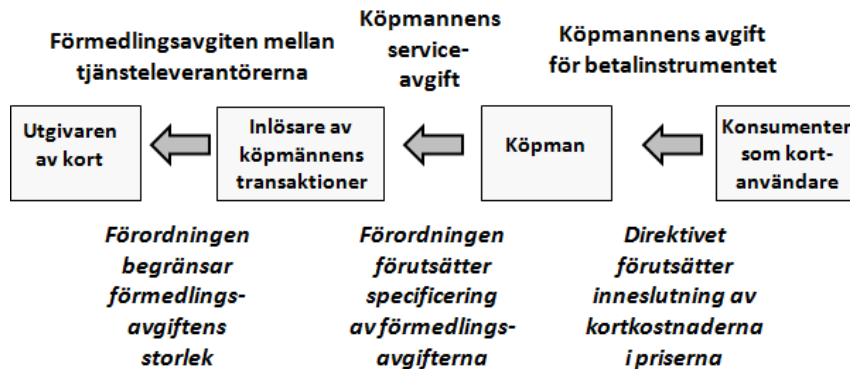 Förmedlingsavgiten mellan
tjänsteleverantörerna
Köpmannens
service-
avgift
Köpmannens avgift
för betalinstrumentet
Utgivaren
av kort
Inlösare av
köpmännens
transaktioner
Köpman
Konsumenten
som kort-
användare
Förordningen
begränsar
förmedlings-
avgiftens
storlek
Förordningen
förutsätter
specificering
av förmedlings-
avgifterna
Direktivet
förutsätter
inneslutning av
kortkostnaderna
i priserna